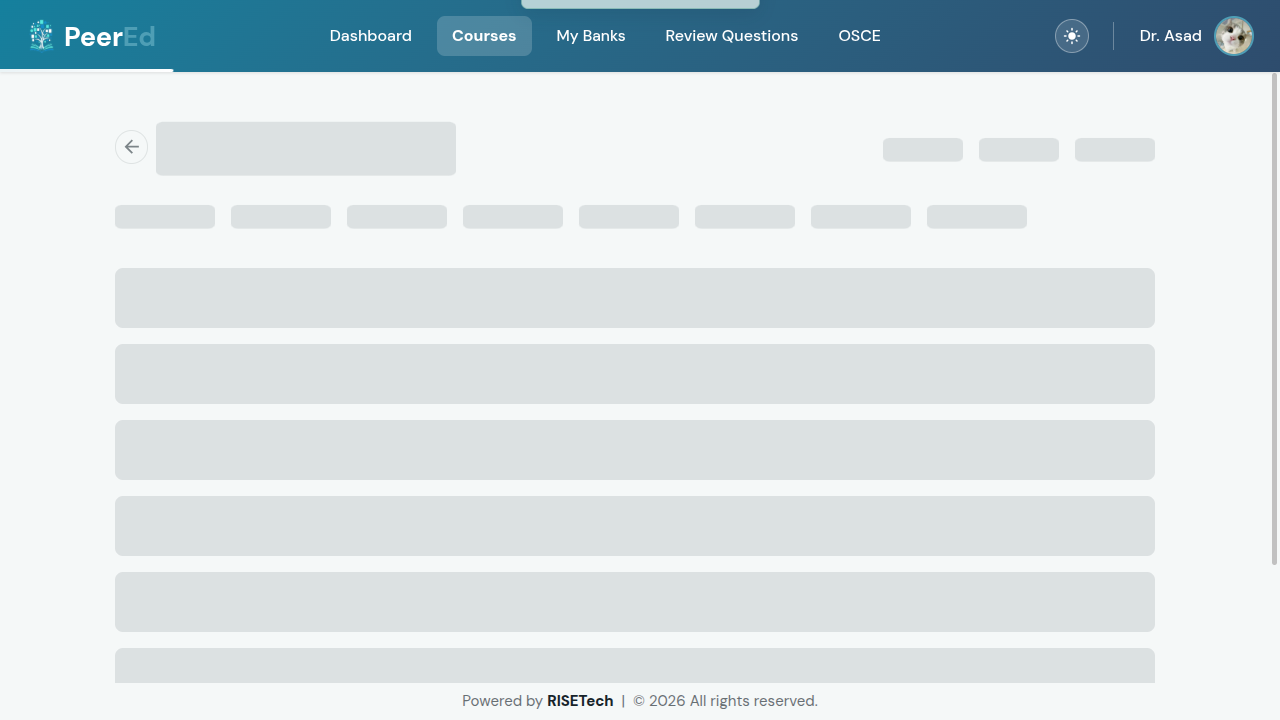 PeerEd
Dashboard
Courses
My Banks
Review Questions
OSCE
Dr. Asad
Powered by RISETech | © 2026 All rights reserved.